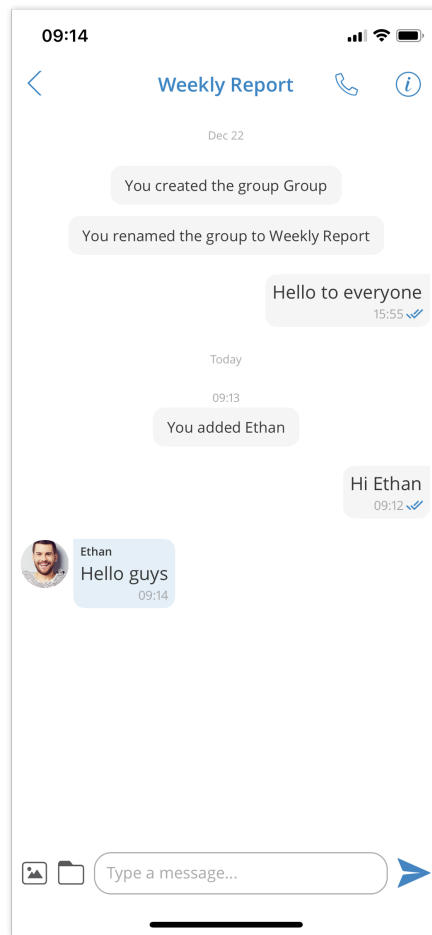 09:14
Weekly Report
Dec 22
You created the group Group
You renamed the group to Weekly Report
Hello to everyone
15:55
Today
09:13
You added Ethan
Hi Ethan
09:12
Ethan
Hello guys
09:14
Type a message...